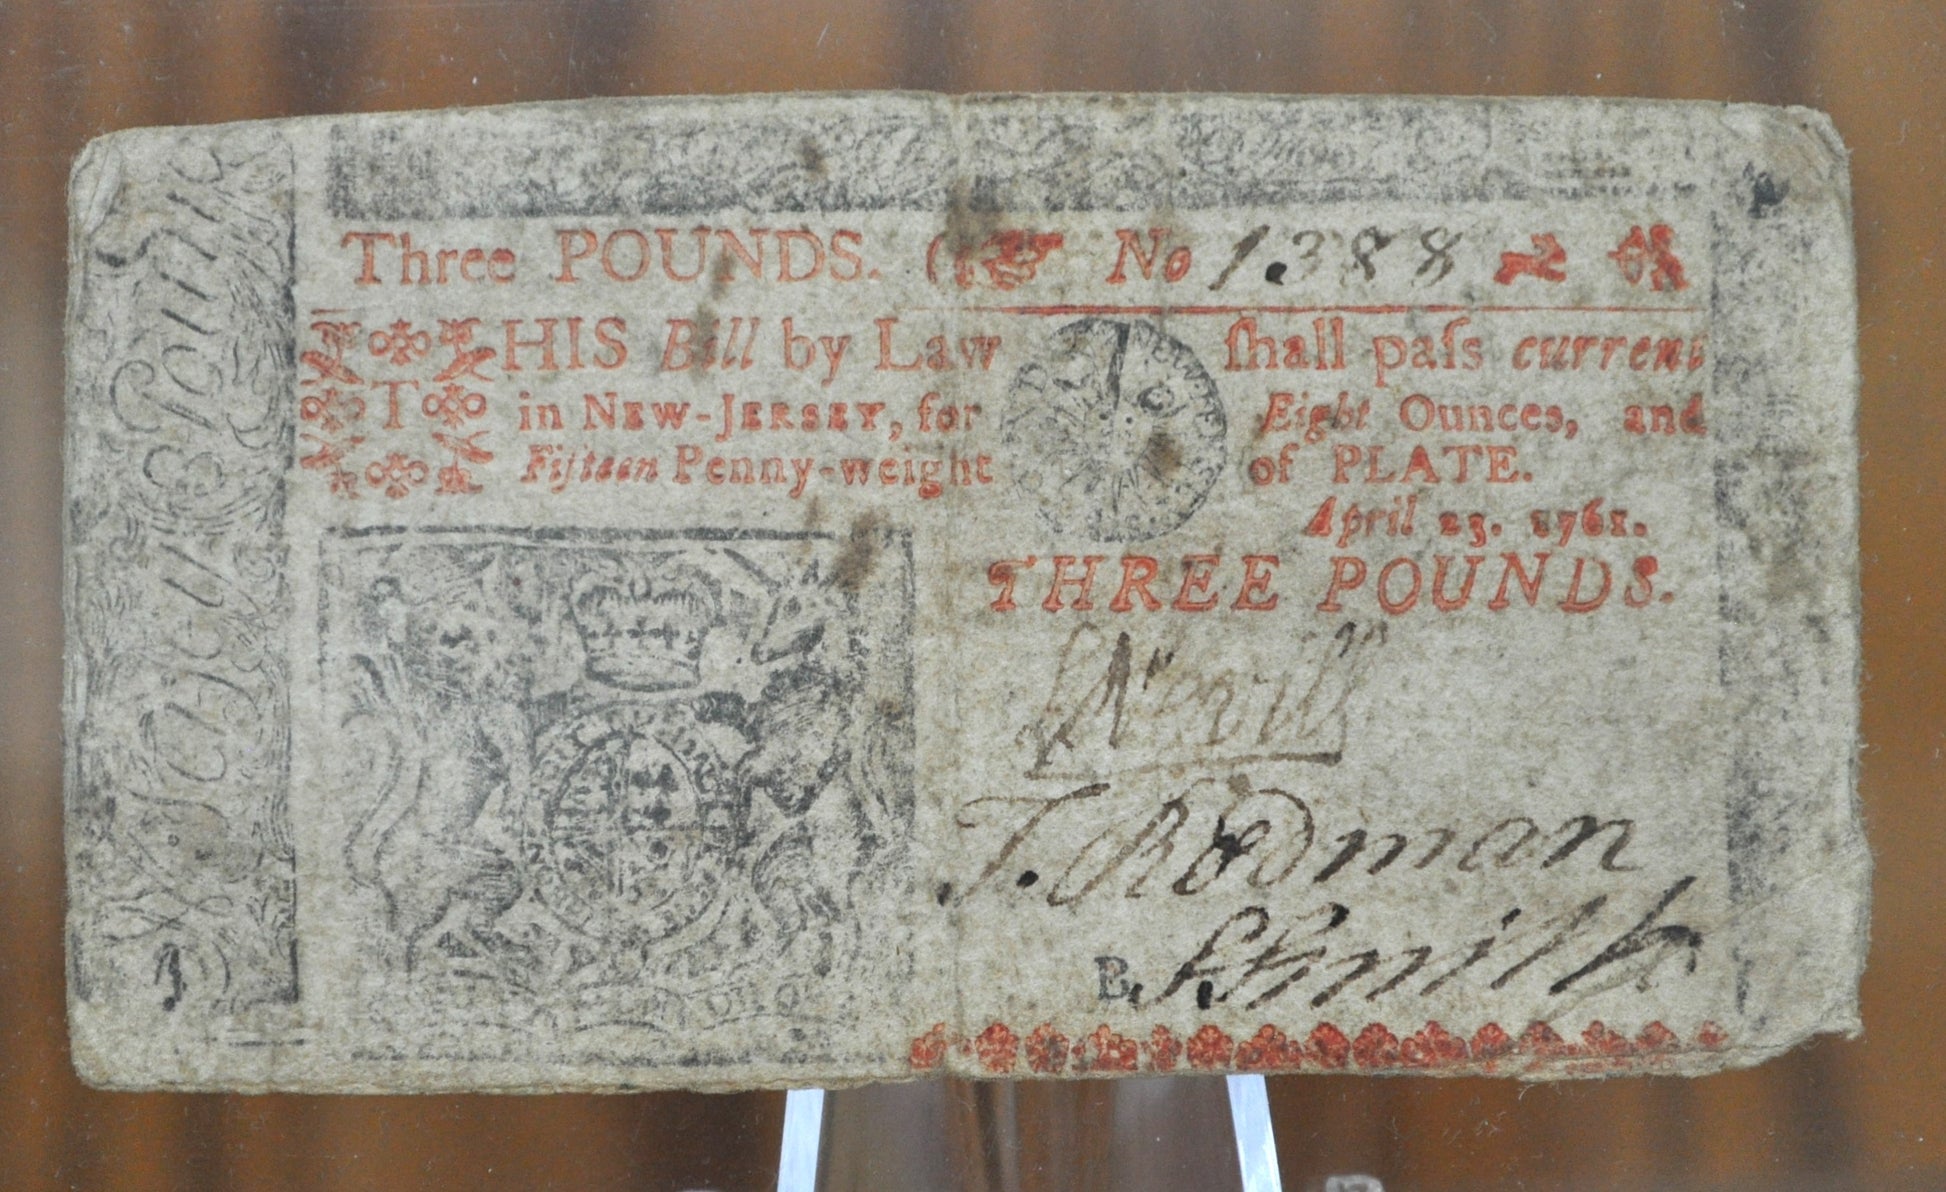 Three POUNDS. No 1388
THIS Bill by Law ſhall paſs current
in NEW-JERSEY, for Eight Ounces, and
Fifteen Penny-weight of PLATE.
April 23. 1761.
THREE POUNDS.
S Nevill
T. Rodman
B. S Smith